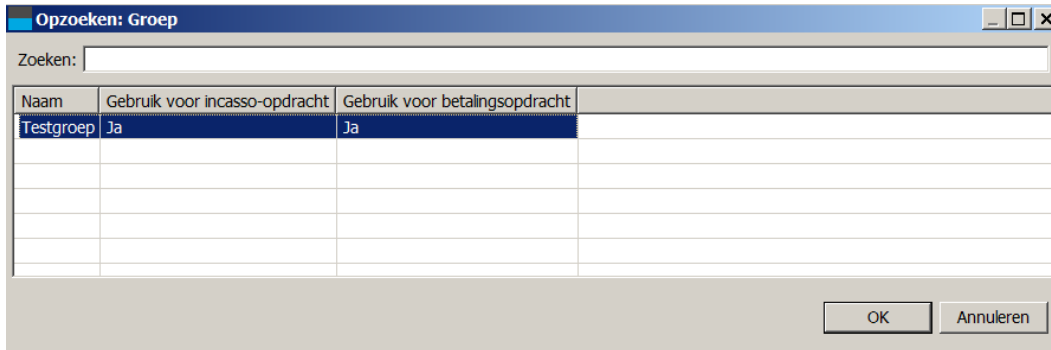 Opzoeken: Groep
Zoeken:
Naam Gebruik voor incasso-opdracht Gebruik voor betalingsopdracht
Testgroep Ja Ja
OK Annuleren